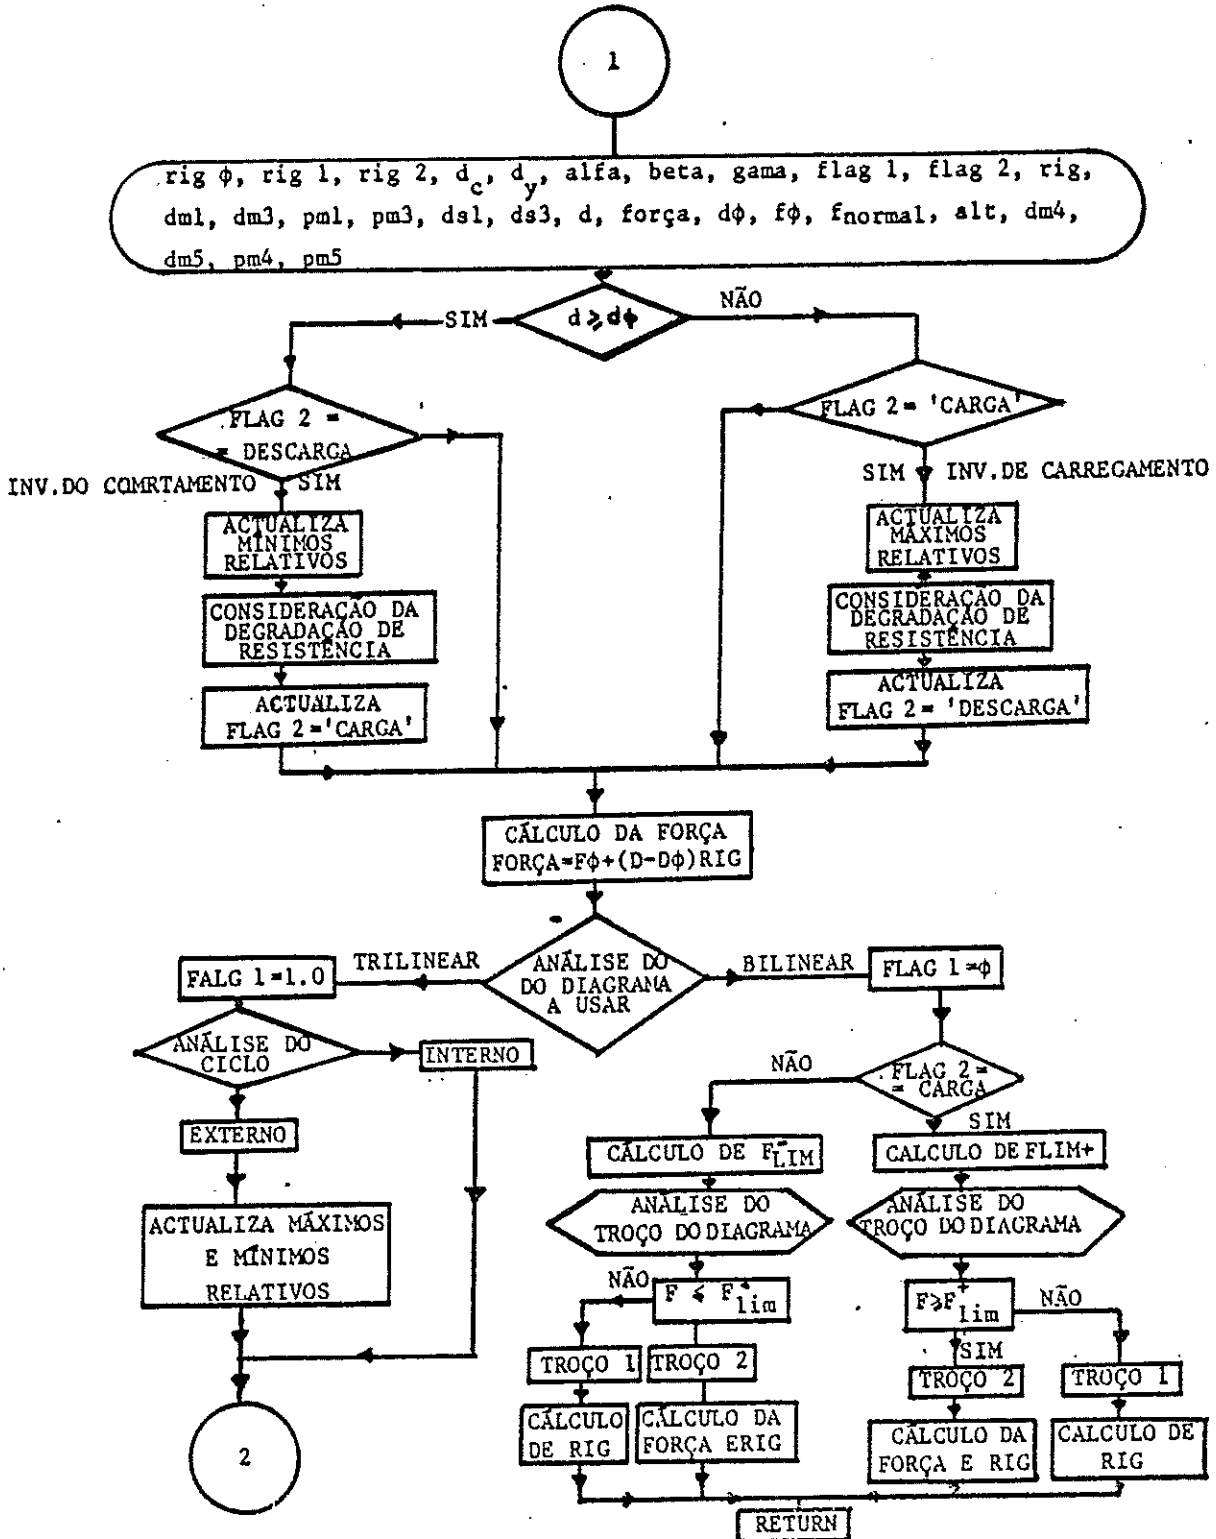 1
rig φ, rig 1, rig 2, d_c, d_y, alfa, beta, gama, flag 1, flag 2, rig,
dm1, dm3, pm1, pm3, ds1, ds3, d, força, dφ, fφ, fnormal, alt, dm4,
dm5, pm4, pm5
d ≥ dφ
SIM
NÃO
FLAG 2 =
= DESCARGA
FLAG 2 = 'CARGA'
INV.DO COMRTAMENTO
SIM
SIM
INV.DE CARREGAMENTO
ACTUALIZA
MÍNIMOS
RELATIVOS
ACTUALIZA
MÁXIMOS
RELATIVOS
CONSIDERAÇÃO DA
DEGRADAÇÃO DE
RESISTÊNCIA
CONSIDERAÇÃO DA
DEGRADAÇÃO DE
RESISTÊNCIA
ACTUALIZA
FLAG 2 ='CARGA'
ACTUALIZA
FLAG 2 = 'DESCARGA'
CÁLCULO DA FORÇA
FORÇA=Fφ+(D-Dφ)RIG
ANÁLISE DO
DO DIAGRAMA
A USAR
TRILINEAR
BILINEAR
FALG 1=1.0
FLAG 1=φ
ANÁLISE DO
CICLO
INTERNO
EXTERNO
ACTUALIZA MÁXIMOS
E MÍNIMOS
RELATIVOS
2
FLAG 2 =
= CARGA
NÃO
SIM
CÁLCULO DE F-LIM
CALCULO DE FLIM+
ANÁLISE DO
TROÇO DO DIAGRAMA
ANÁLISE DO
TROÇO DO DIAGRAMA
NÃO
F ≤ F lim
F≥F+lim
NÃO
SIM
TROÇO 1
TROÇO 2
TROÇO 2
TROÇO 1
CÁLCULO
DE RIG
CÁLCULO DA
FORÇA ERIG
CÁLCULO DA
FORÇA E RIG
CALCULO DE
RIG
RETURN